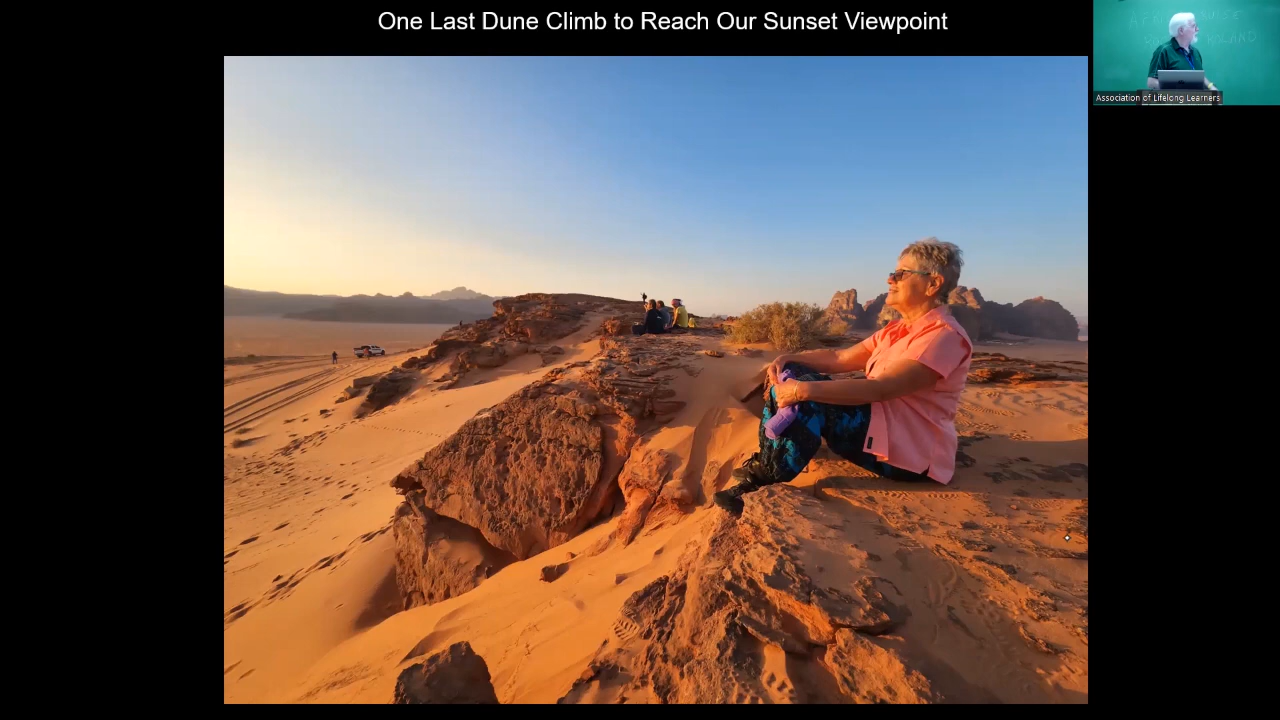 One Last Dune Climb to Reach Our Sunset Viewpoint
Association of Lifelong Learners